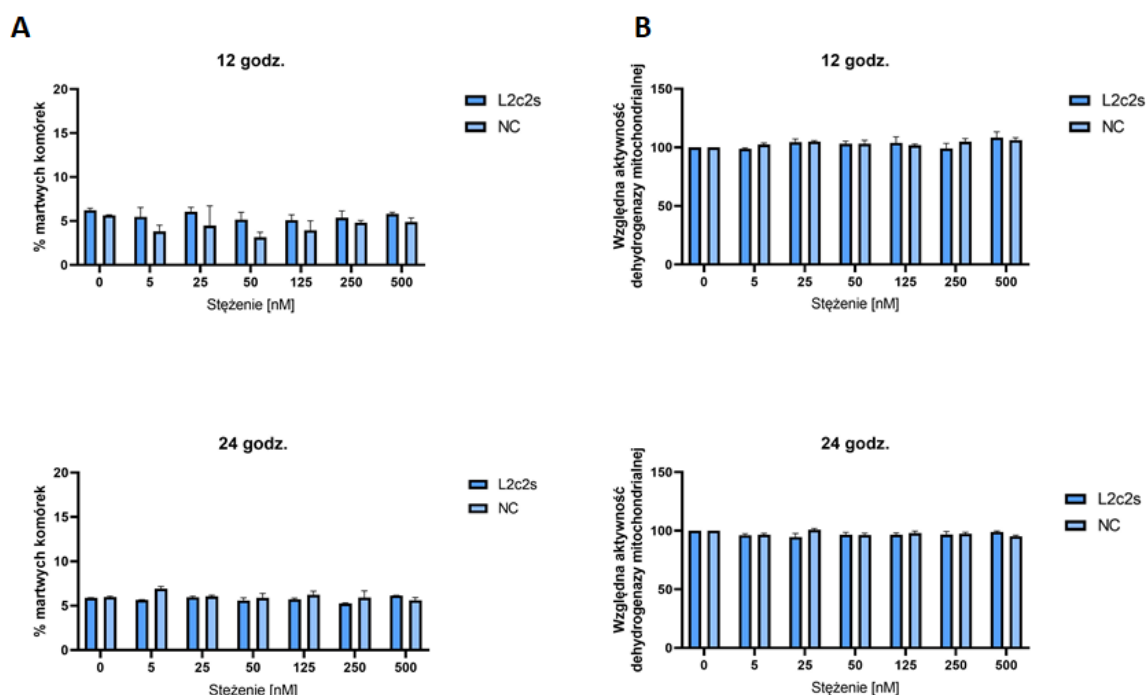 A
12 godz.
% martwych komórek
20
15
10
5
0
0 5 25 50 125 250 500
Stężenie [nM]
L2c2s
NC
B
12 godz.
Względna aktywność
dehydrogenazy mitochondrialnej
150
100
50
0
0 5 25 50 125 250 500
Stężenie [nM]
L2c2s
NC
24 godz.
% martwych komórek
20
15
10
5
0
0 5 25 50 125 250 500
Stężenie [nM]
L2c2s
NC
24 godz.
Względna aktywność
dehydrogenazy mitochondrialnej
150
100
50
0
0 5 25 50 125 250 500
Stężenie [nM]
L2c2s
NC